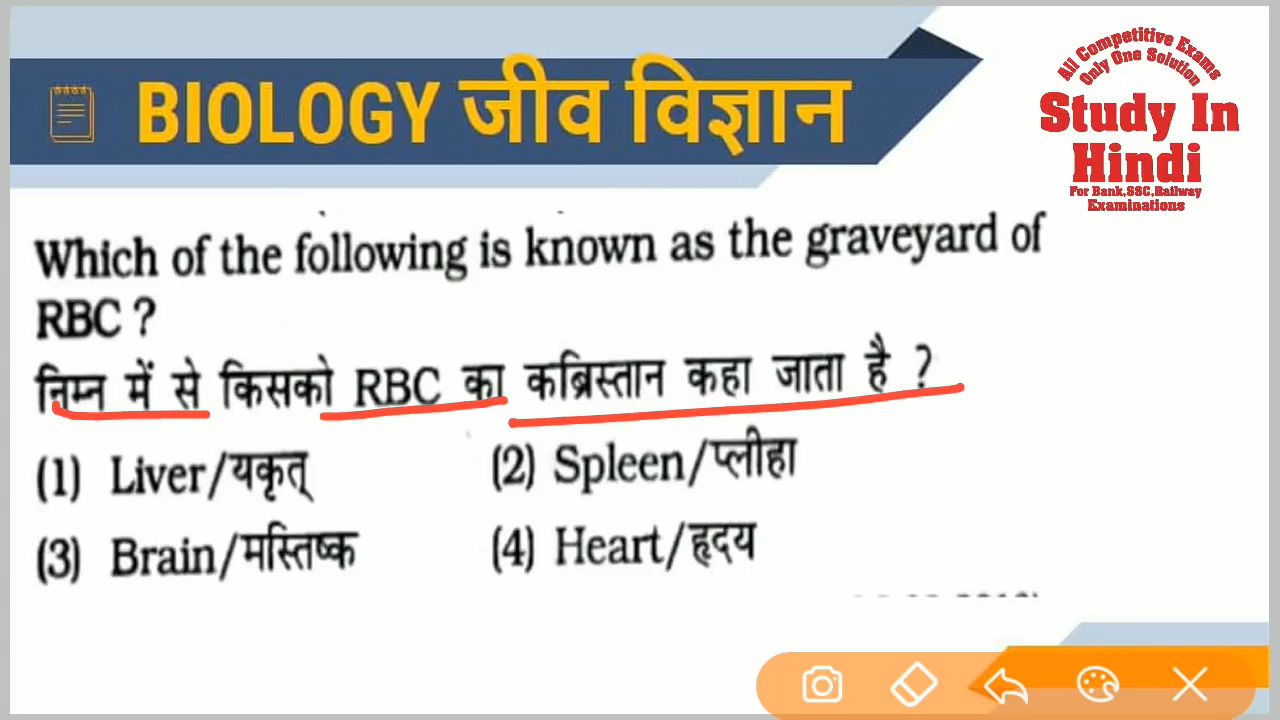 BIOLOGY जीव विज्ञान
All Competitive Exams
Only One Solution
Study In
Hindi
For Bank,SSC,Railway
Examinations
Which of the following is known as the graveyard of
RBC ?
निम्न में से किसको RBC का कब्रिस्तान कहा जाता है ?
(1) Liver/यकृत् (2) Spleen/प्लीहा
(3) Brain/मस्तिष्क (4) Heart/हृदय